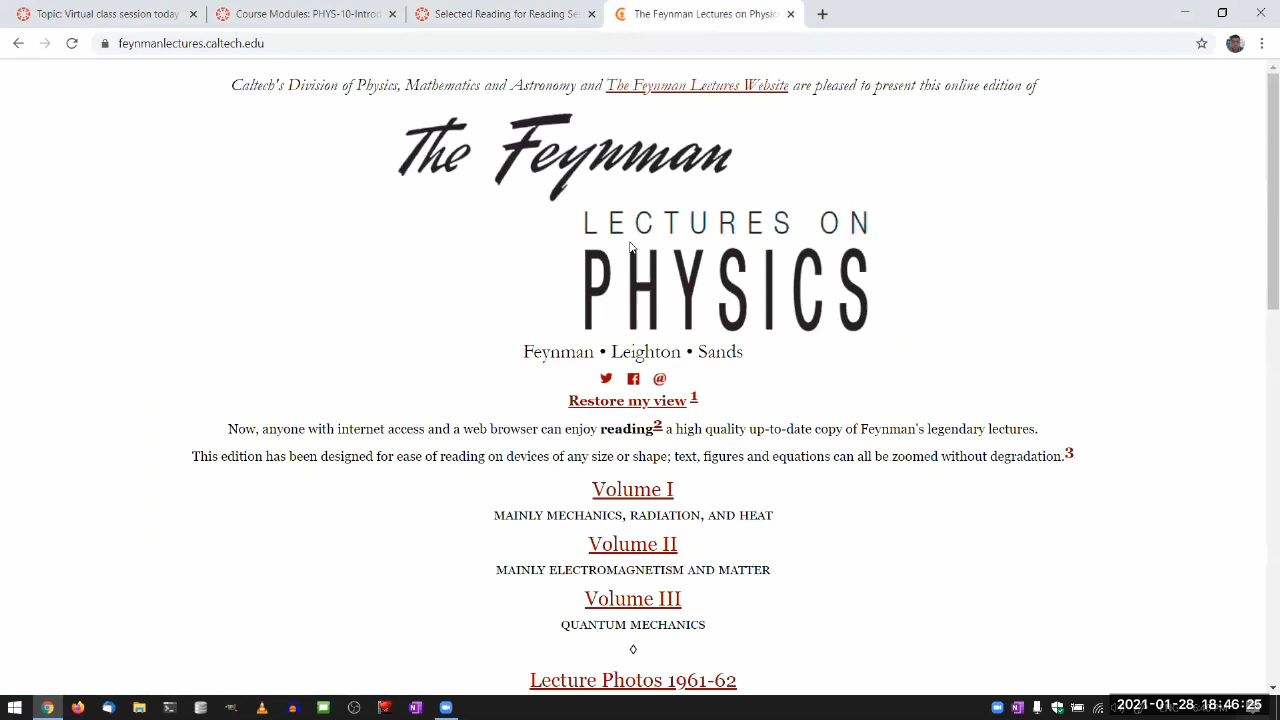 Topic: Virtual class session today
Course Modules: PHYS-10-Introd
Selected Reading for Reading Se
The Feynman Lectures on Physic
feynmanlectures.caltech.edu
Caltech's Division of Physics, Mathematics and Astronomy and The Feynman Lectures Website are pleased to present this online edition of
The Feynman
LECTURES ON
PHYSICS
Feynman • Leighton • Sands
Restore my view 1
Now, anyone with internet access and a web browser can enjoy reading2 a high quality up-to-date copy of Feynman's legendary lectures.
This edition has been designed for ease of reading on devices of any size or shape; text, figures and equations can all be zoomed without degradation.3
Volume I
MAINLY MECHANICS, RADIATION, AND HEAT
Volume II
MAINLY ELECTROMAGNETISM AND MATTER
Volume III
QUANTUM MECHANICS
◊
Lecture Photos 1961-62
2021-01-28 18:46:25